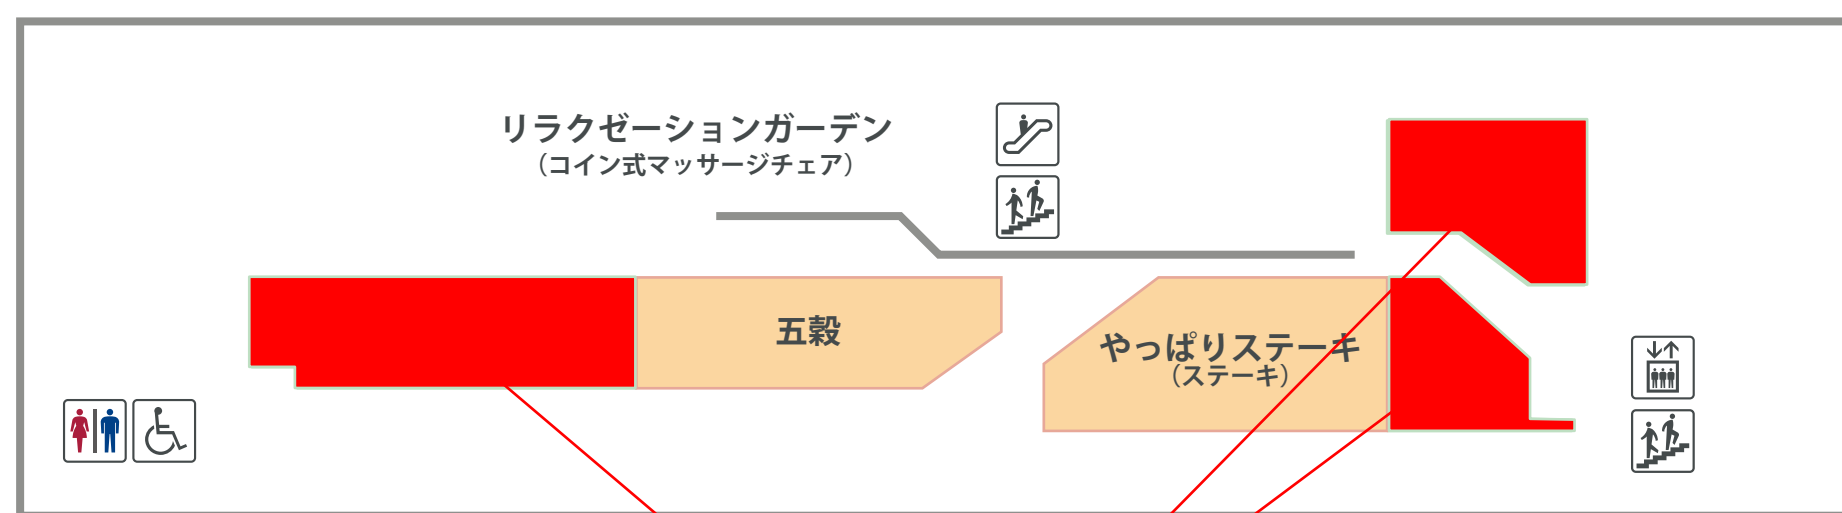 リラクゼーションガーデン
（コイン式マッサージチェア）
五穀
やっぱりステーキ
（ステーキ）